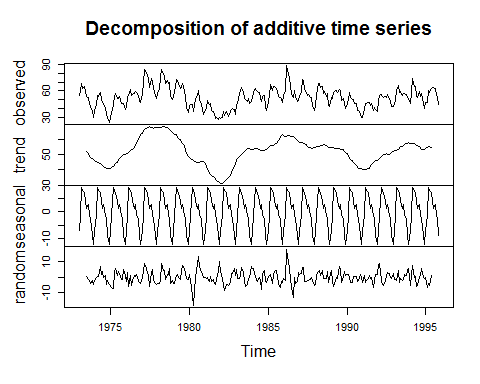 Decomposition of additive time series
observed
90
60
30
trend
50
30
seasonal
0
-10
random
10
-10
1975 1980 1985 1990 1995
Time